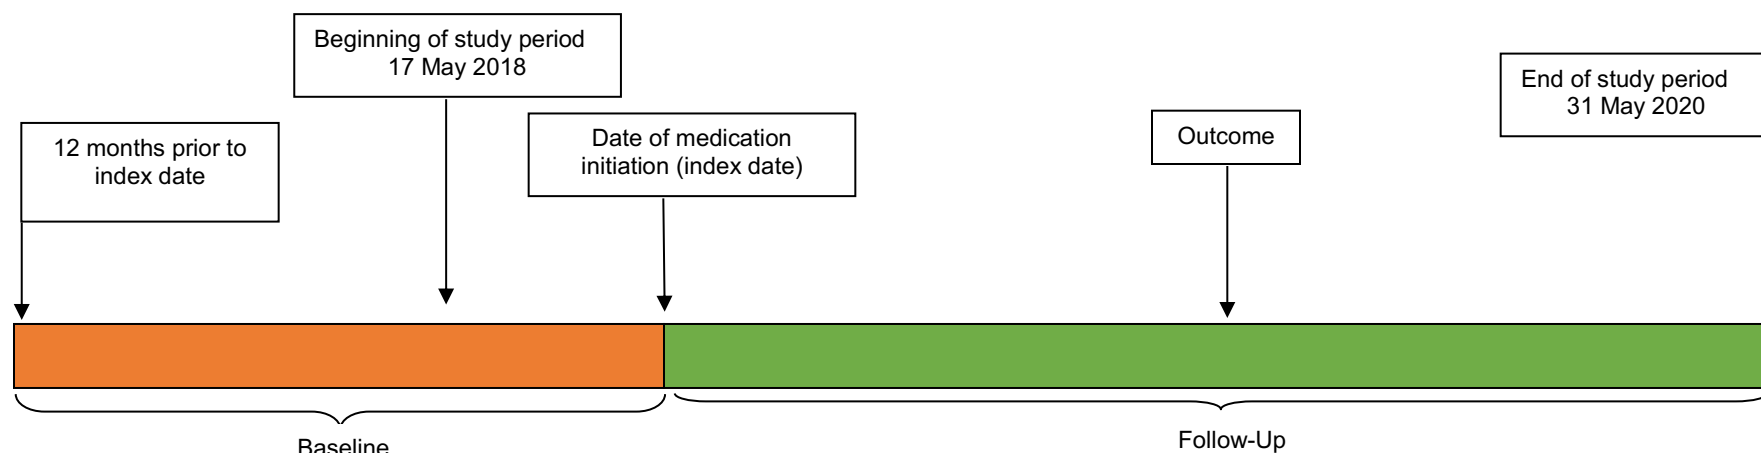 Beginning of study period
17 May 2018
12 months prior to
index date
Date of medication
initiation (index date)
Outcome
End of study period
31 May 2020
Baseline
Follow-Up